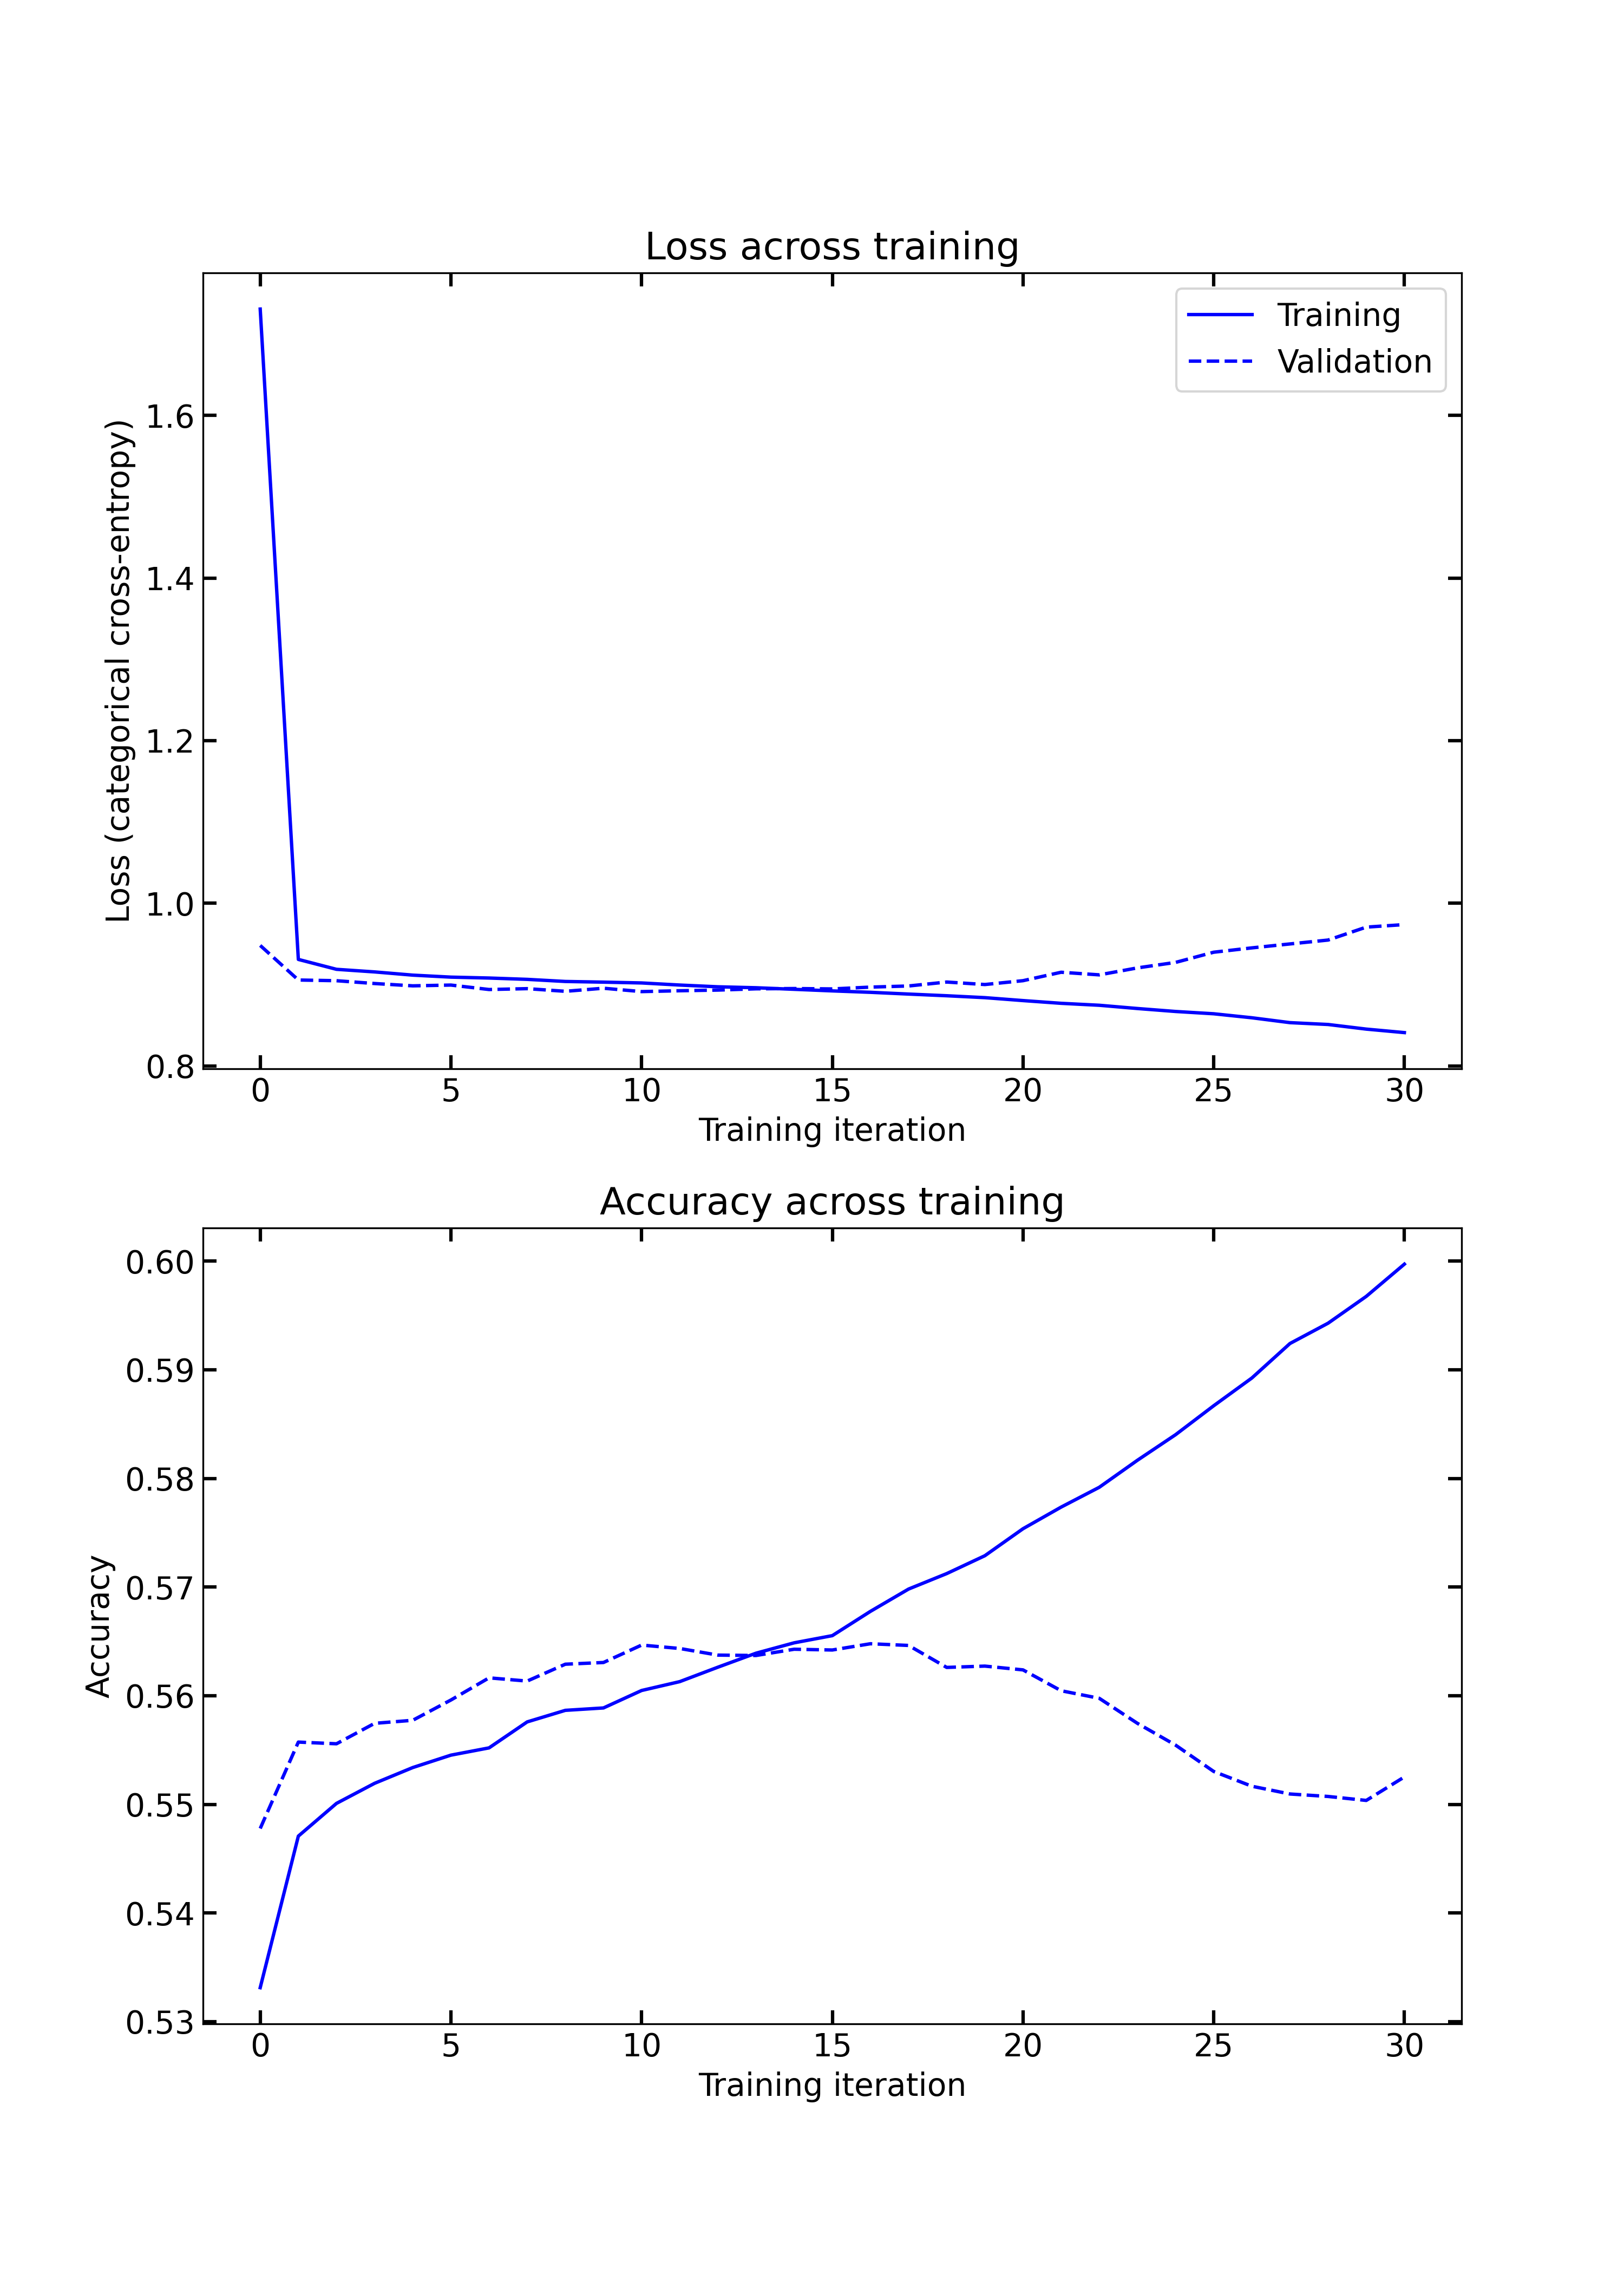 Loss across training
Training
Validation
Loss (categorical cross-entropy)
1.6
1.4
1.2
1.0
0.8
0 5 10 15 20 25 30
Training iteration
Accuracy across training
Accuracy
0.60
0.59
0.58
0.57
0.56
0.55
0.54
0.53
0 5 10 15 20 25 30
Training iteration